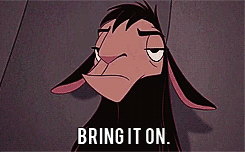 BRING IT ON.